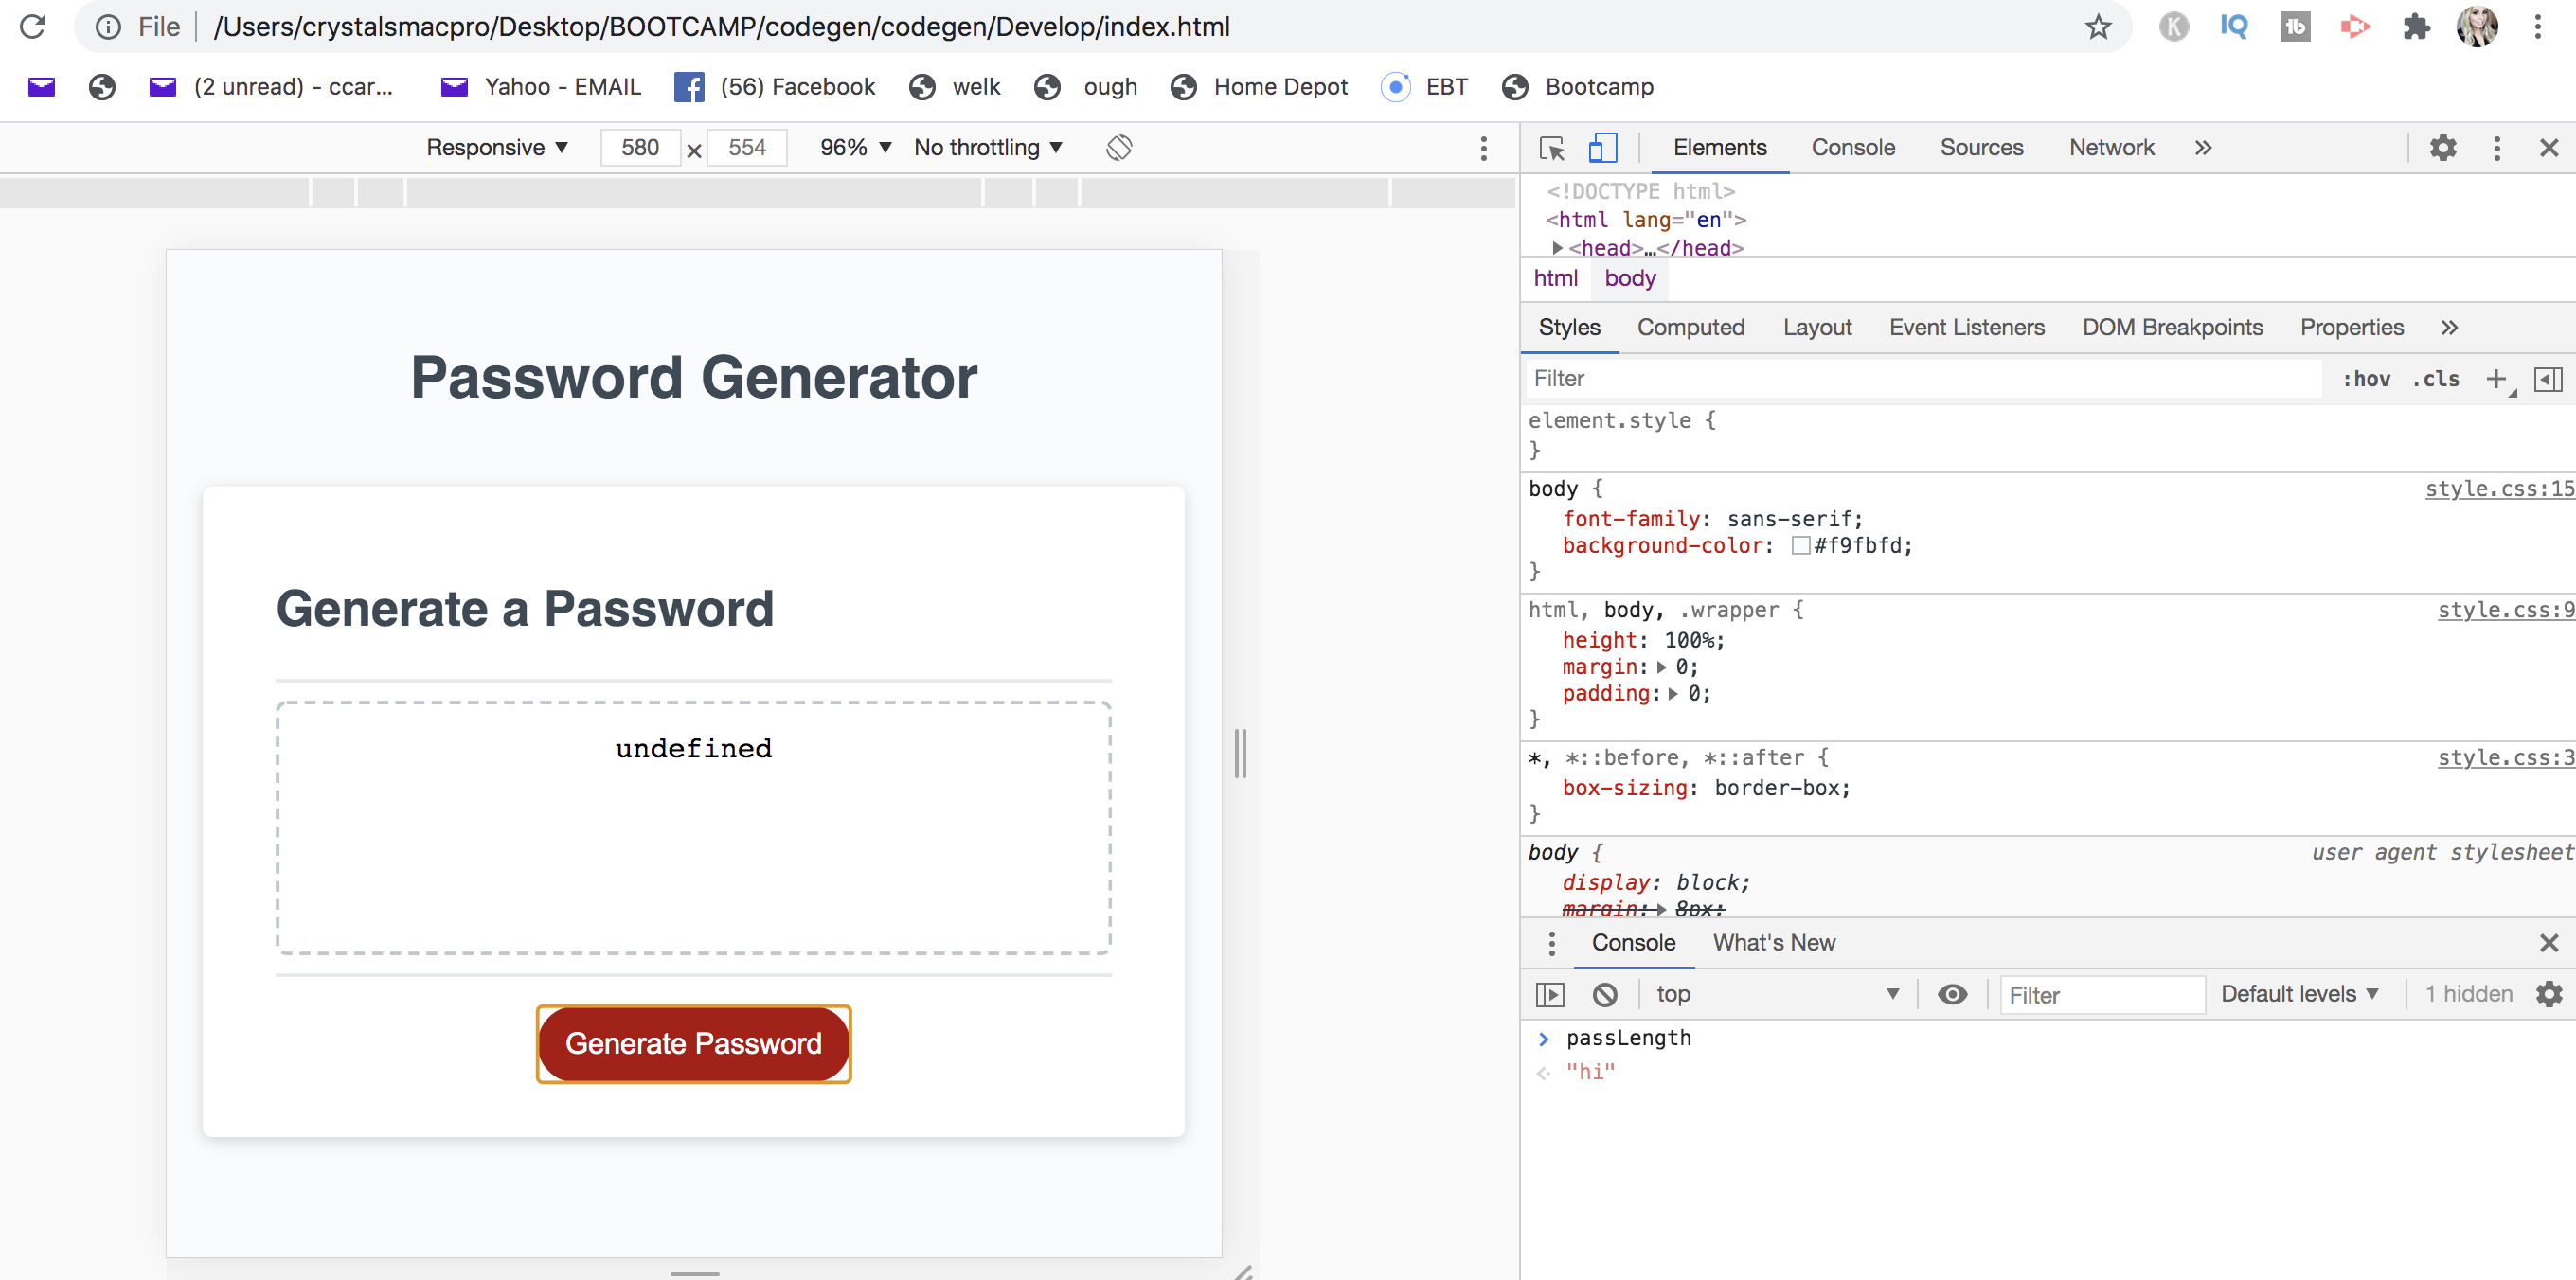 File /Users/crystalsmacpro/Desktop/BOOTCAMP/codegen/codegen/Develop/index.html
K IQ tb
(2 unread) - ccar... Yahoo - EMAIL f (56) Facebook welk ough Home Depot EBT Bootcamp
Responsive ▼ 580 × 554 96% ▼ No throttling ▼
Password Generator
Generate a Password
undefined
Generate Password
Elements Console Sources Network »
<!DOCTYPE html>
<html lang="en">
▶<head>…</head>
html body
Styles Computed Layout Event Listeners DOM Breakpoints Properties »
Filter :hov .cls +
element.style {
}
body { style.css:15
font-family: sans-serif;
background-color: #f9fbfd;
}
html, body, .wrapper { style.css:9
height: 100%;
margin:▶ 0;
padding:▶ 0;
}
*, *::before, *::after { style.css:3
box-sizing: border-box;
}
body { user agent stylesheet
display: block;
margin:▶ 8px;
Console What's New
top ▼ Filter Default levels ▼ 1 hidden
> passLength
<· "hi"